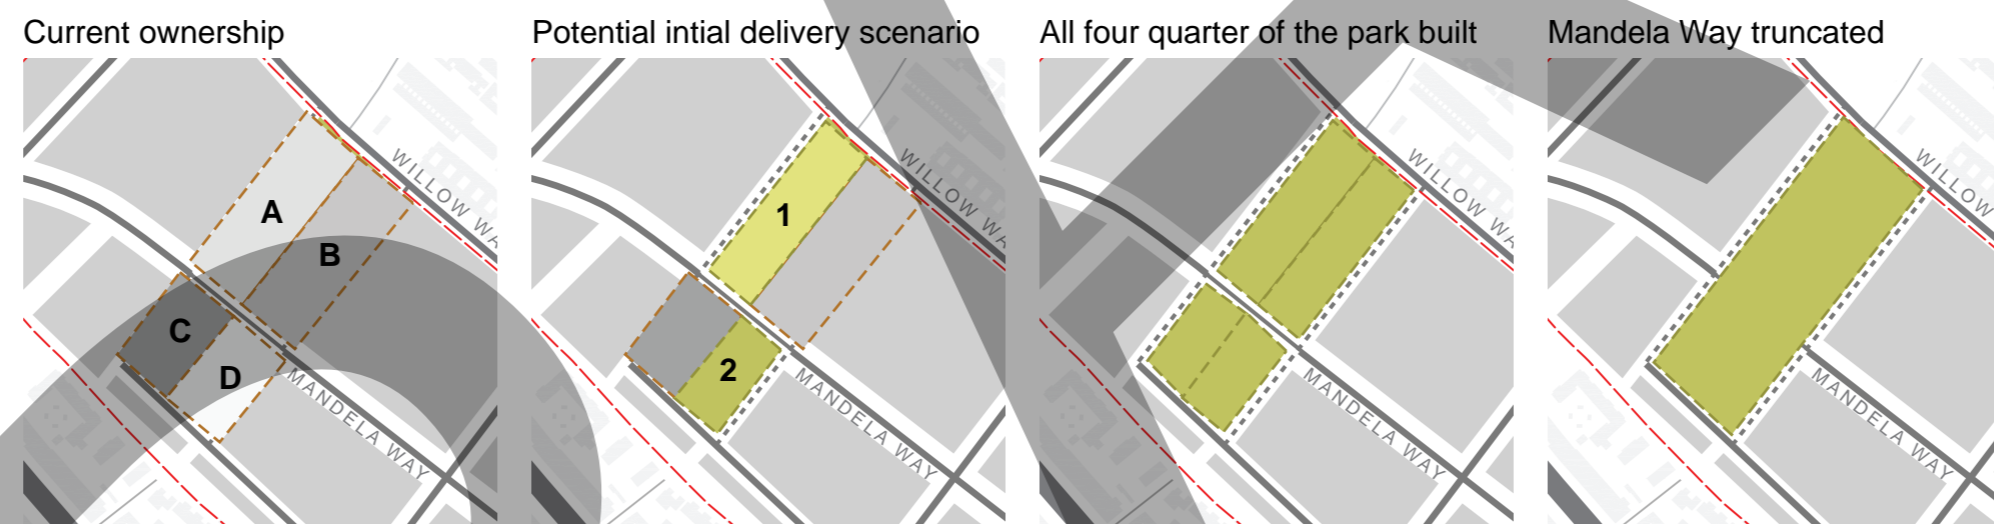 Current ownership
Potential intial delivery scenario
All four quarter of the park built
Mandela Way truncated
A
B
C
D
WILLOW WA
MANDELA WAY
1
2
WILLOW WA
MANDELA WAY
WILLOW WA
MANDELA WAY
WILLOW
MANDELA WAY